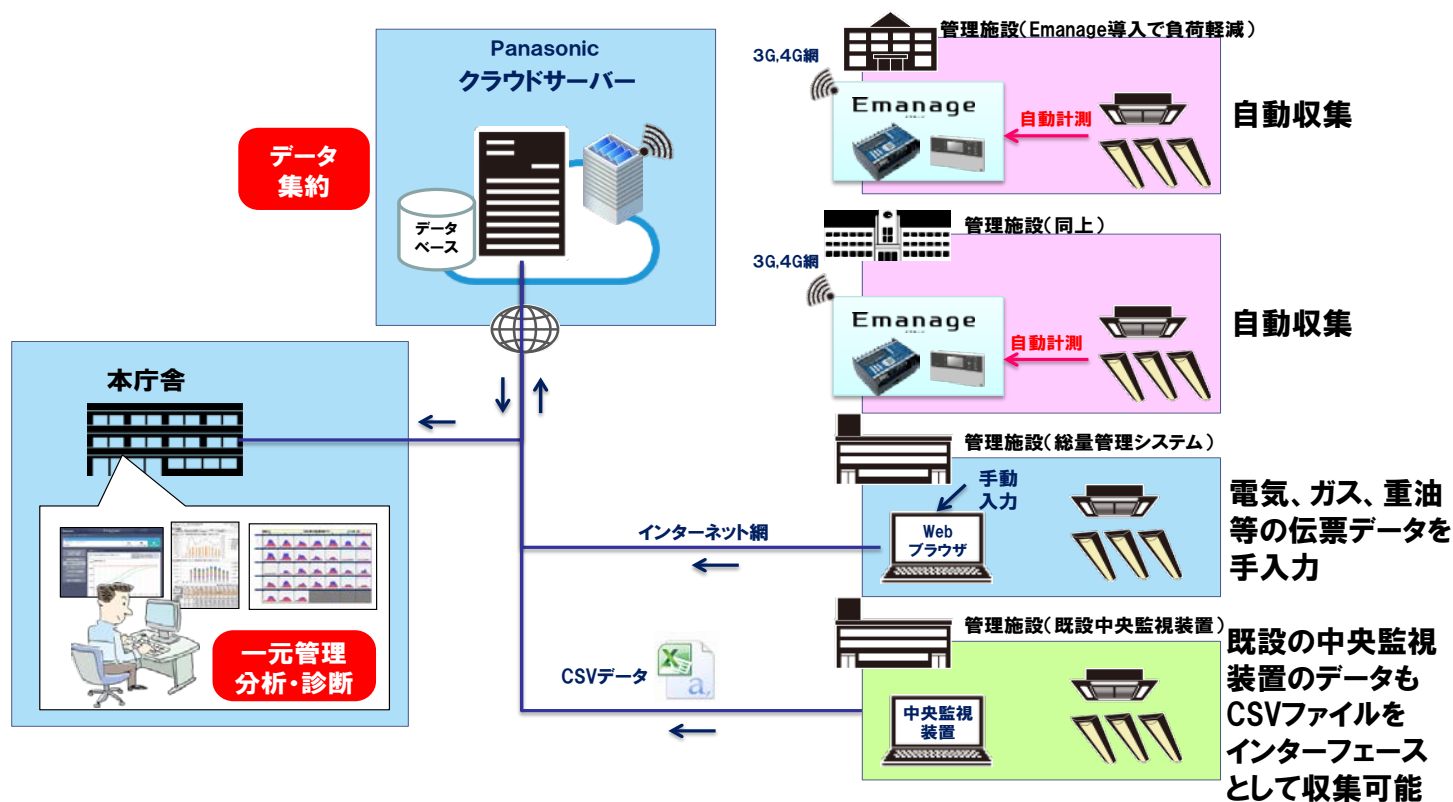 Panasonic
クラウドサーバー
データ
集約
データ
ベース
本庁舎
一元管理
分析・診断
管理施設（Emanage導入で負荷軽減）
3G,4G網
Emanage
自動計測
自動収集
管理施設（同上）
3G,4G網
Emanage
自動計測
自動収集
管理施設（総量管理システム）
手動
入力
Web
ブラウザ
インターネット網
電気、ガス、重油
等の伝票データを
手入力
管理施設（既設中央監視装置）
CSVデータ
a,
中央監視
装置
既設の中央監視
装置のデータも
CSVファイルを
インターフェース
として収集可能